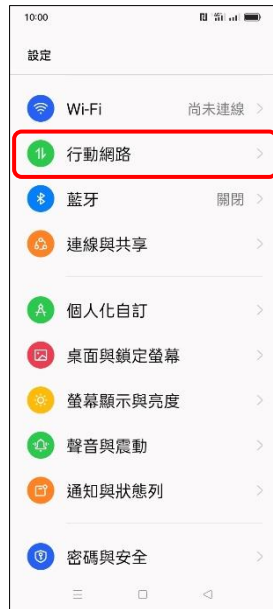 10:00
設定
Wi-Fi 尚未連線
行動網路
藍牙 關閉
連線與共享
個人化自訂
桌面與鎖定螢幕
螢幕顯示與亮度
聲音與震動
通知與狀態列
密碼與安全